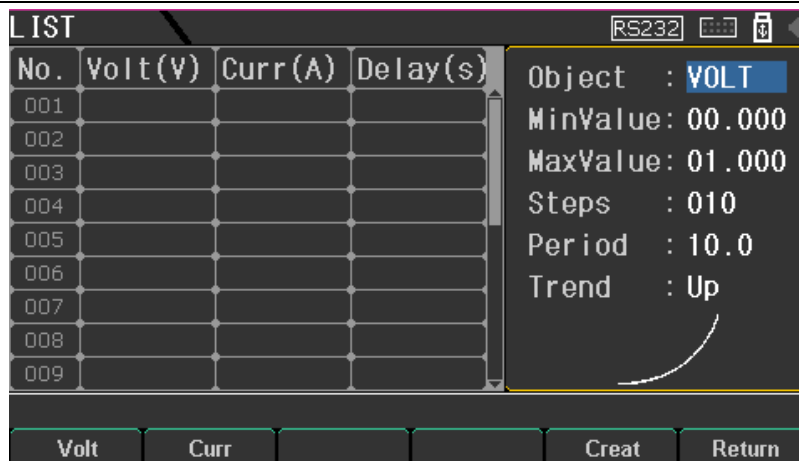 LIST RS232
No. Volt(V) Curr(A) Delay(s)
001
002
003
004
005
006
007
008
009
Object : VOLT
MinValue: 00.000
MaxValue: 01.000
Steps : 010
Period : 10.0
Trend : Up
Volt Curr Creat Return